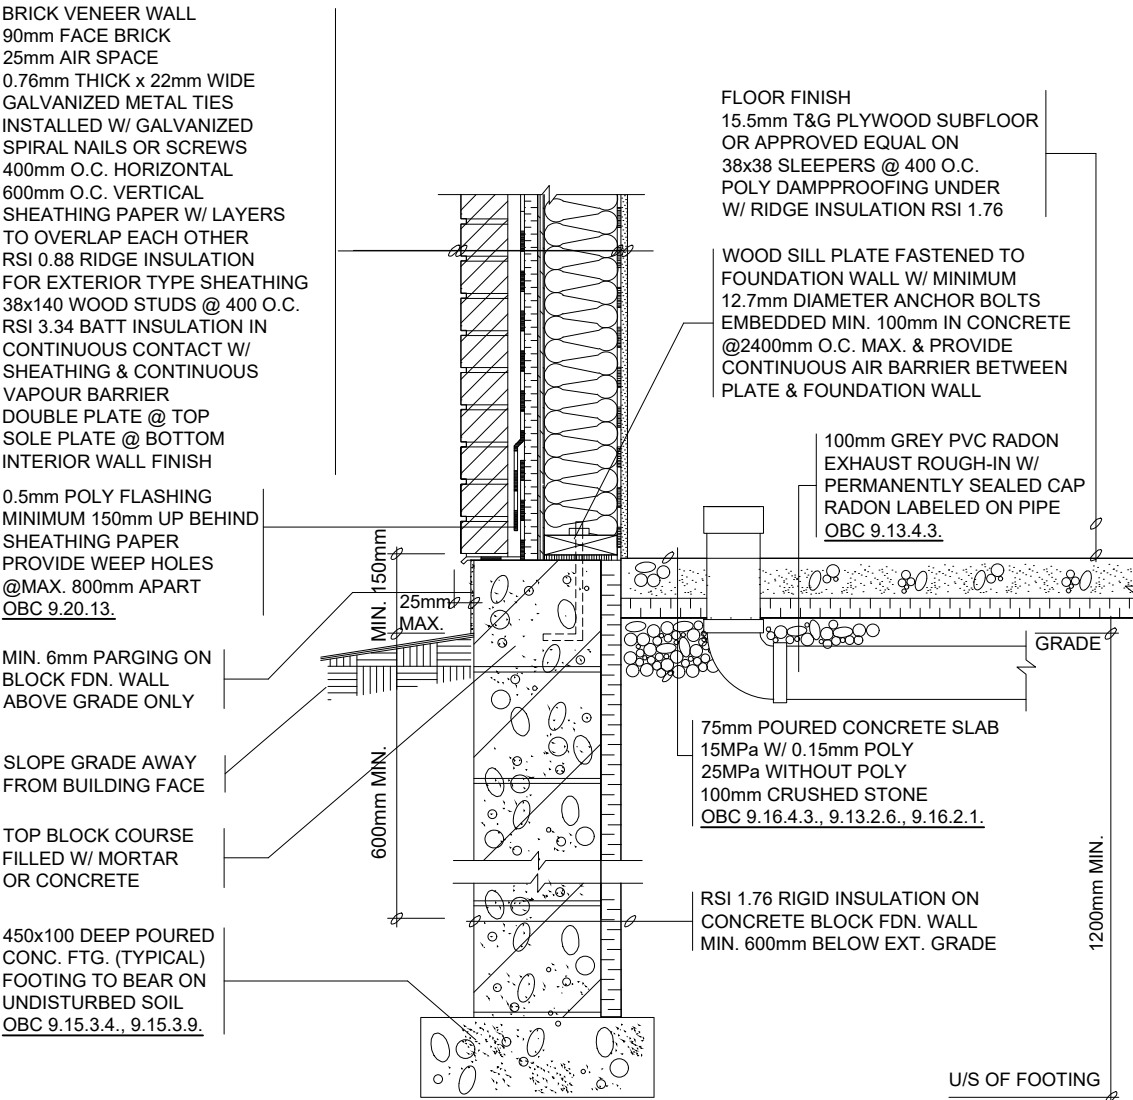 BRICK VENEER WALL
90mm FACE BRICK
25mm AIR SPACE
0.76mm THICK x 22mm WIDE
GALVANIZED METAL TIES
INSTALLED W/ GALVANIZED
SPIRAL NAILS OR SCREWS
400mm O.C. HORIZONTAL
600mm O.C. VERTICAL
SHEATHING PAPER W/ LAYERS
TO OVERLAP EACH OTHER
RSI 0.88 RIDGE INSULATION
FOR EXTERIOR TYPE SHEATHING
38x140 WOOD STUDS @ 400 O.C.
RSI 3.34 BATT INSULATION IN
CONTINUOUS CONTACT W/
SHEATHING & CONTINUOUS
VAPOUR BARRIER
DOUBLE PLATE @ TOP
SOLE PLATE @ BOTTOM
INTERIOR WALL FINISH
0.5mm POLY FLASHING
MINIMUM 150mm UP BEHIND
SHEATHING PAPER
PROVIDE WEEP HOLES
@MAX. 800mm APART
OBC 9.20.13.
MIN. 6mm PARGING ON
BLOCK FDN. WALL
ABOVE GRADE ONLY
SLOPE GRADE AWAY
FROM BUILDING FACE
TOP BLOCK COURSE
FILLED W/ MORTAR
OR CONCRETE
450x100 DEEP POURED
CONC. FTG. (TYPICAL)
FOOTING TO BEAR ON
UNDISTURBED SOIL
OBC 9.15.3.4., 9.15.3.9.
MIN. 150mm
25mm
MAX.
600mm MIN.
FLOOR FINISH
15.5mm T&G PLYWOOD SUBFLOOR
OR APPROVED EQUAL ON
38x38 SLEEPERS @ 400 O.C.
POLY DAMPPROOFING UNDER
W/ RIDGE INSULATION RSI 1.76
WOOD SILL PLATE FASTENED TO
FOUNDATION WALL W/ MINIMUM
12.7mm DIAMETER ANCHOR BOLTS
EMBEDDED MIN. 100mm IN CONCRETE
@2400mm O.C. MAX. & PROVIDE
CONTINUOUS AIR BARRIER BETWEEN
PLATE & FOUNDATION WALL
100mm GREY PVC RADON
EXHAUST ROUGH-IN W/
PERMANENTLY SEALED CAP
RADON LABELED ON PIPE
OBC 9.13.4.3.
GRADE
75mm POURED CONCRETE SLAB
15MPa W/ 0.15mm POLY
25MPa WITHOUT POLY
100mm CRUSHED STONE
OBC 9.16.4.3., 9.13.2.6., 9.16.2.1.
RSI 1.76 RIGID INSULATION ON
CONCRETE BLOCK FDN. WALL
MIN. 600mm BELOW EXT. GRADE
1200mm MIN.
U/S OF FOOTING